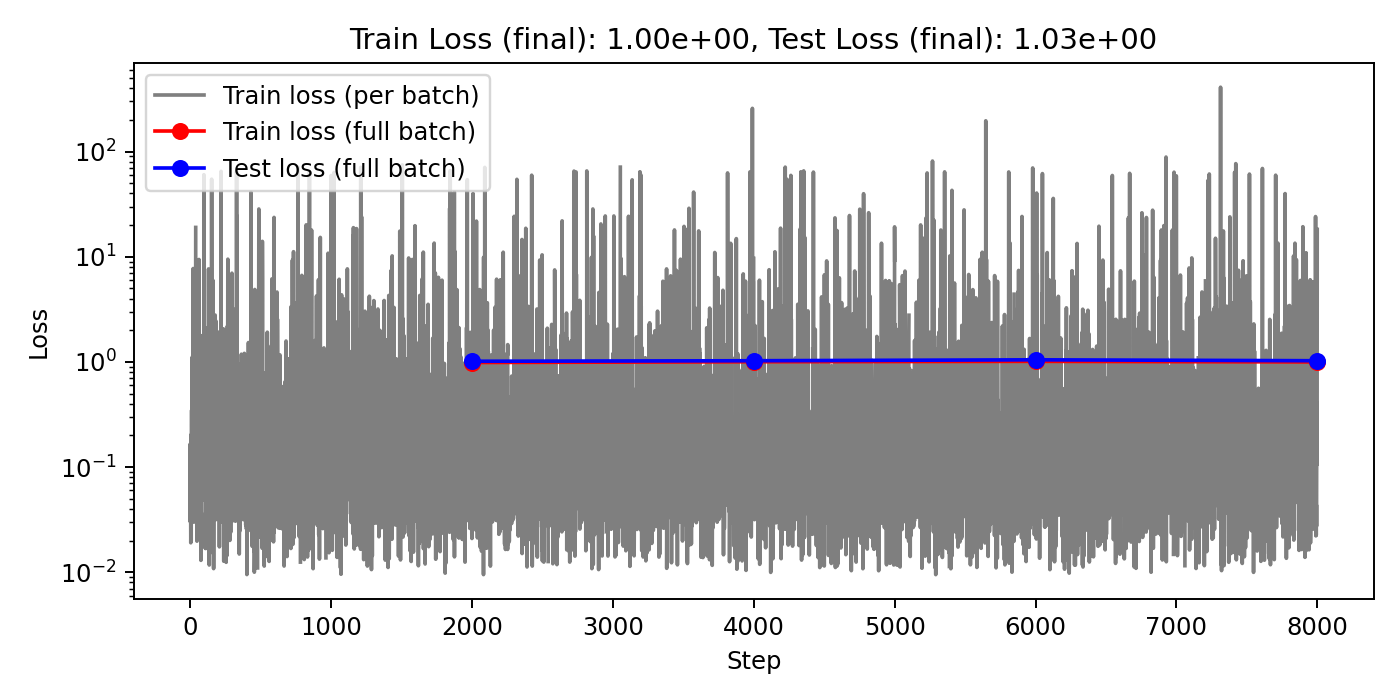 Train Loss (final): 1.00e+00, Test Loss (final): 1.03e+00
Train loss (per batch)
Train loss (full batch)
Test loss (full batch)
Loss
10²
10¹
10⁰
10⁻¹
10⁻²
0 1000 2000 3000 4000 5000 6000 7000 8000
Step